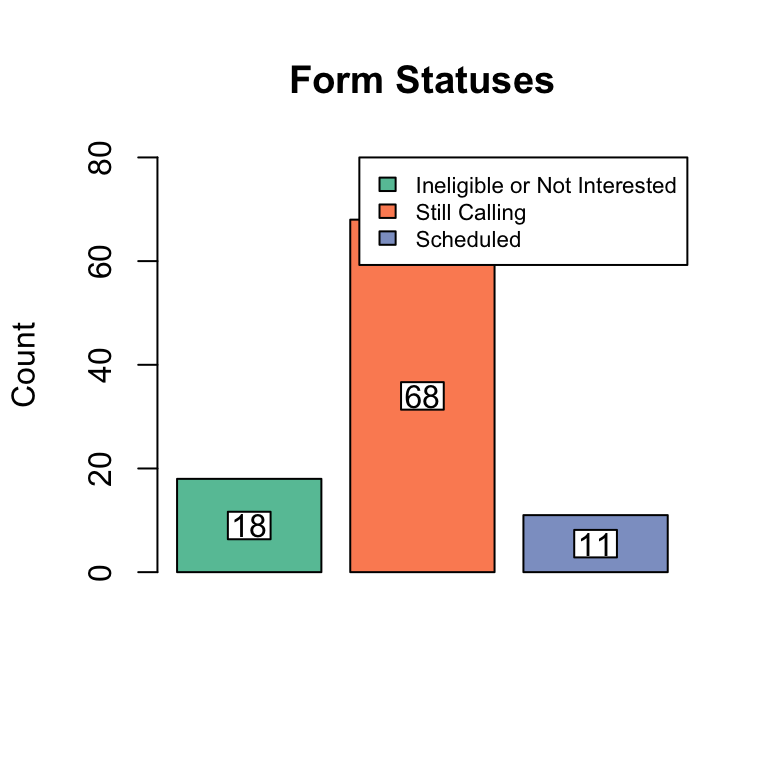 Form Statuses
Count
80
60
40
20
0
Ineligible or Not Interested
Still Calling
Scheduled
68
18
11